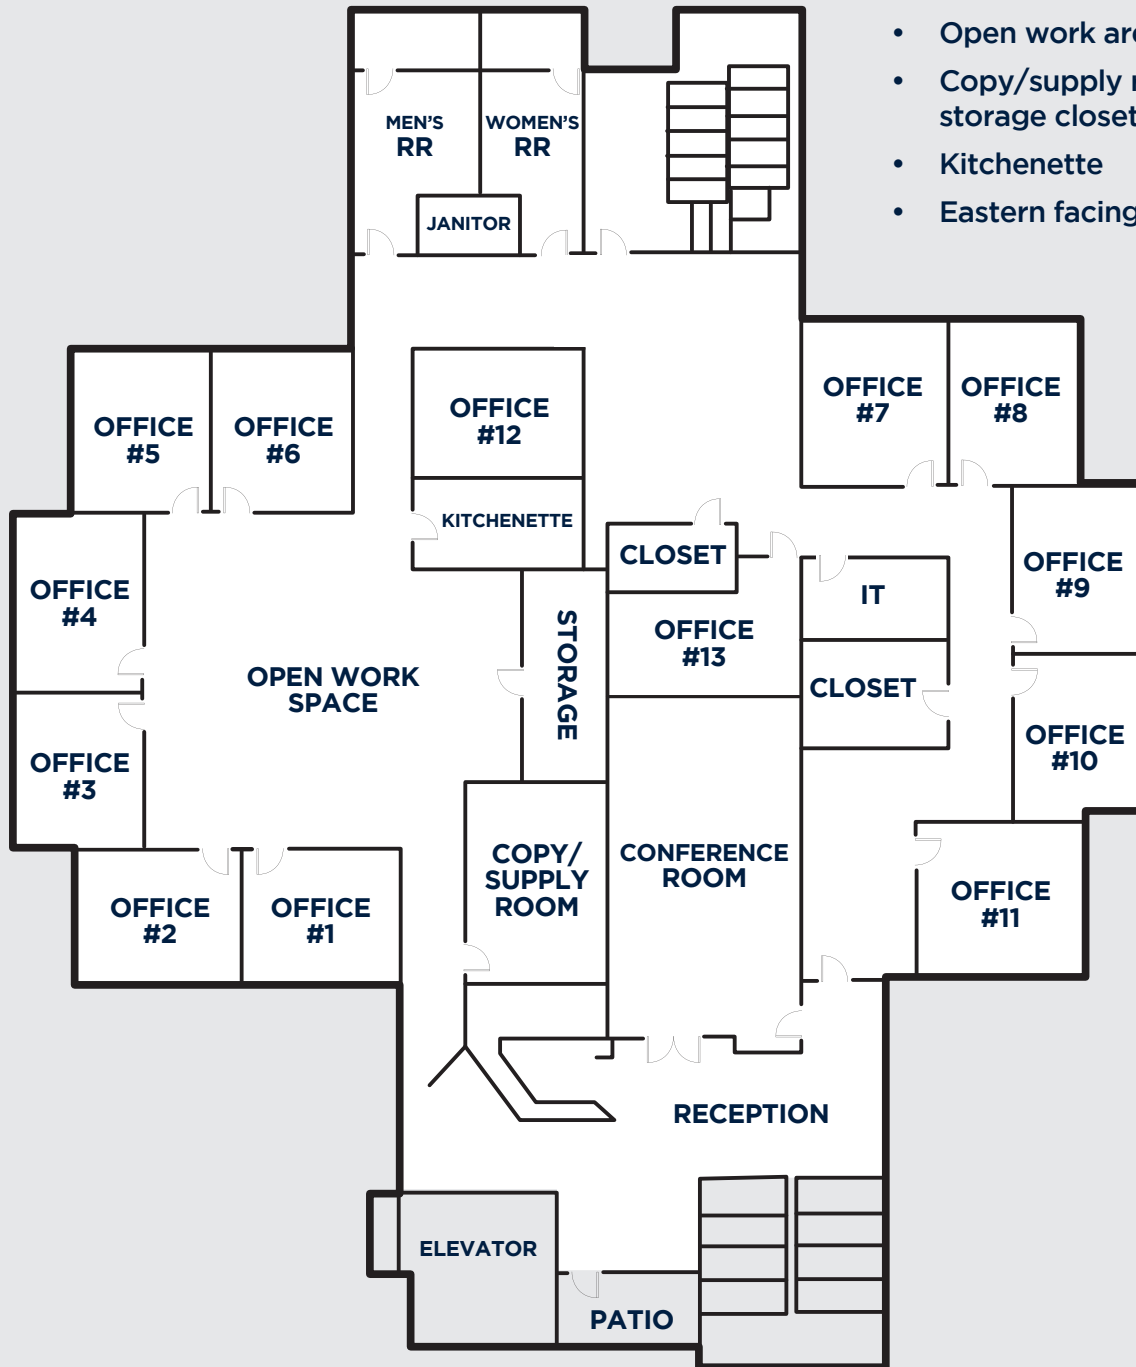 • Open work are
• Copy/supply
storage closet
• Kitchenette
• Eastern facing
MEN'S
RR
WOMEN'S
RR
JANITOR
OFFICE
#5
OFFICE
#6
OFFICE
#12
OFFICE
#7
OFFICE
#8
KITCHENETTE
CLOSET
OFFICE
#4
STORAGE
OFFICE
#13
IT
OFFICE
#9
OPEN WORK
SPACE
CLOSET
OFFICE
#3
OFFICE
#10
COPY/
SUPPLY
ROOM
CONFERENCE
ROOM
OFFICE
#2
OFFICE
#1
OFFICE
#11
RECEPTION
ELEVATOR
PATIO